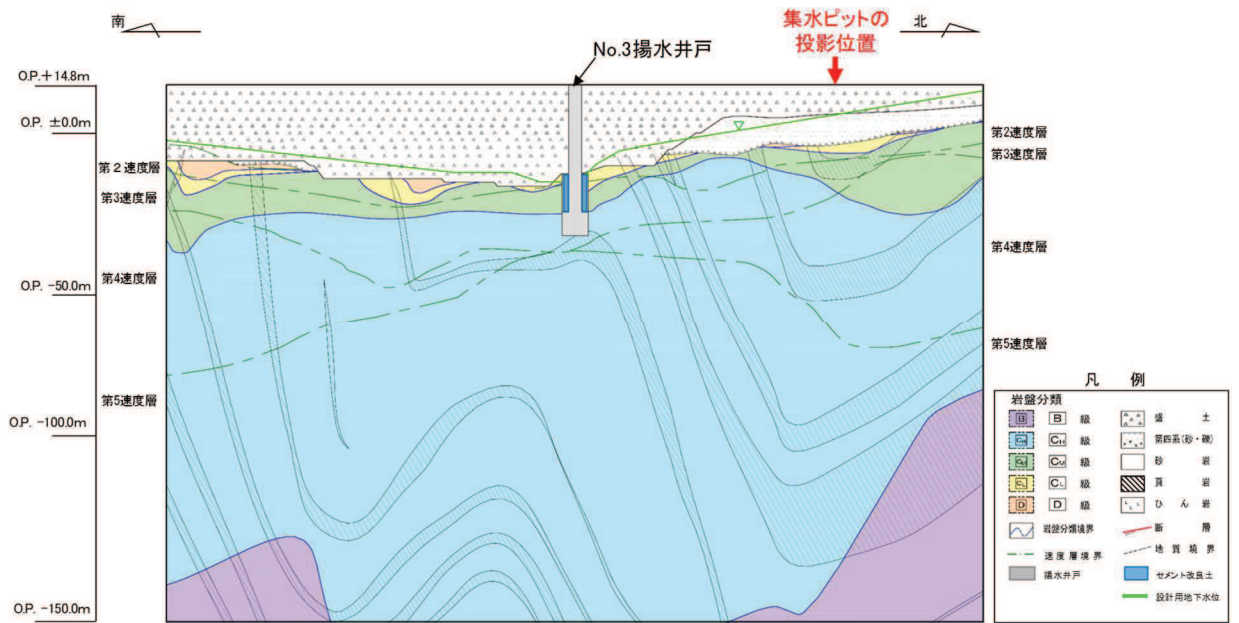 南
北
集水ピットの
投影位置
No.3揚水井戸
O.P.+14.8m
O.P. ±0.0m
O.P. -50.0m
O.P. -100.0m
O.P. -150.0m
第2速度層
第3速度層
第4速度層
第5速度層
第2速度層
第3速度層
第4速度層
第5速度層
凡 例
岩盤分類
B B 級
CH CH 級
CM CM 級
CL CL 級
D D 級
岩盤分類境界
速度層境界
揚水井戸
盛 土
第四系(砂・礫)
砂 岩
頁 岩
ひ ん 岩
断 層
地 質 境 界
セメント改良土
設計用地下水位